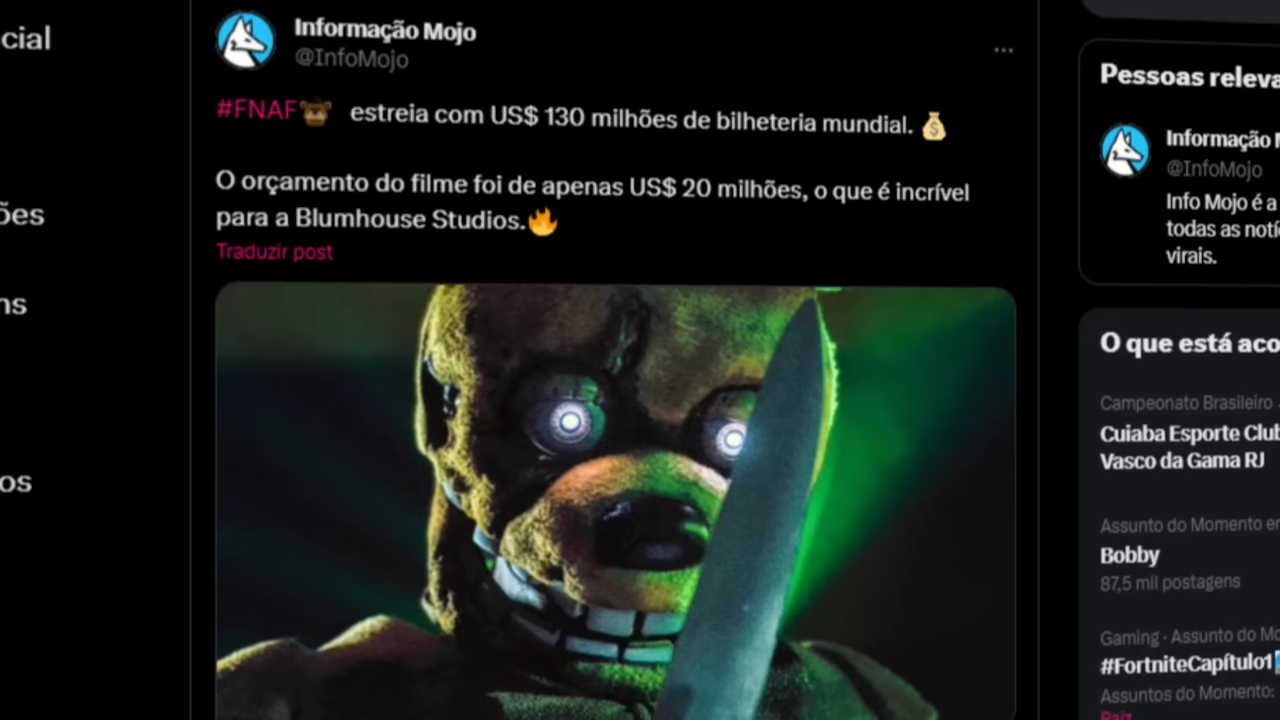 cial
ões
ns
os
Informação Mojo
@InfoMojo
#FNAF estreia com US$ 130 milhões de bilheteria mundial.
O orçamento do filme foi de apenas US$ 20 milhões, o que é incrível
para a Blumhouse Studios.
Traduzir post
Pessoas releva
Informação M
@InfoMojo
Info Mojo é a
todas as notí
virais.
O que está aco
Campeonato Brasileiro
Cuiaba Esporte Club
Vasco da Gama RJ
Assunto do Momento em
Bobby
87,5 mil postagens
Gaming · Assunto do Mo
#FortniteCapítulo1
Assuntos do Momento:
Raiz